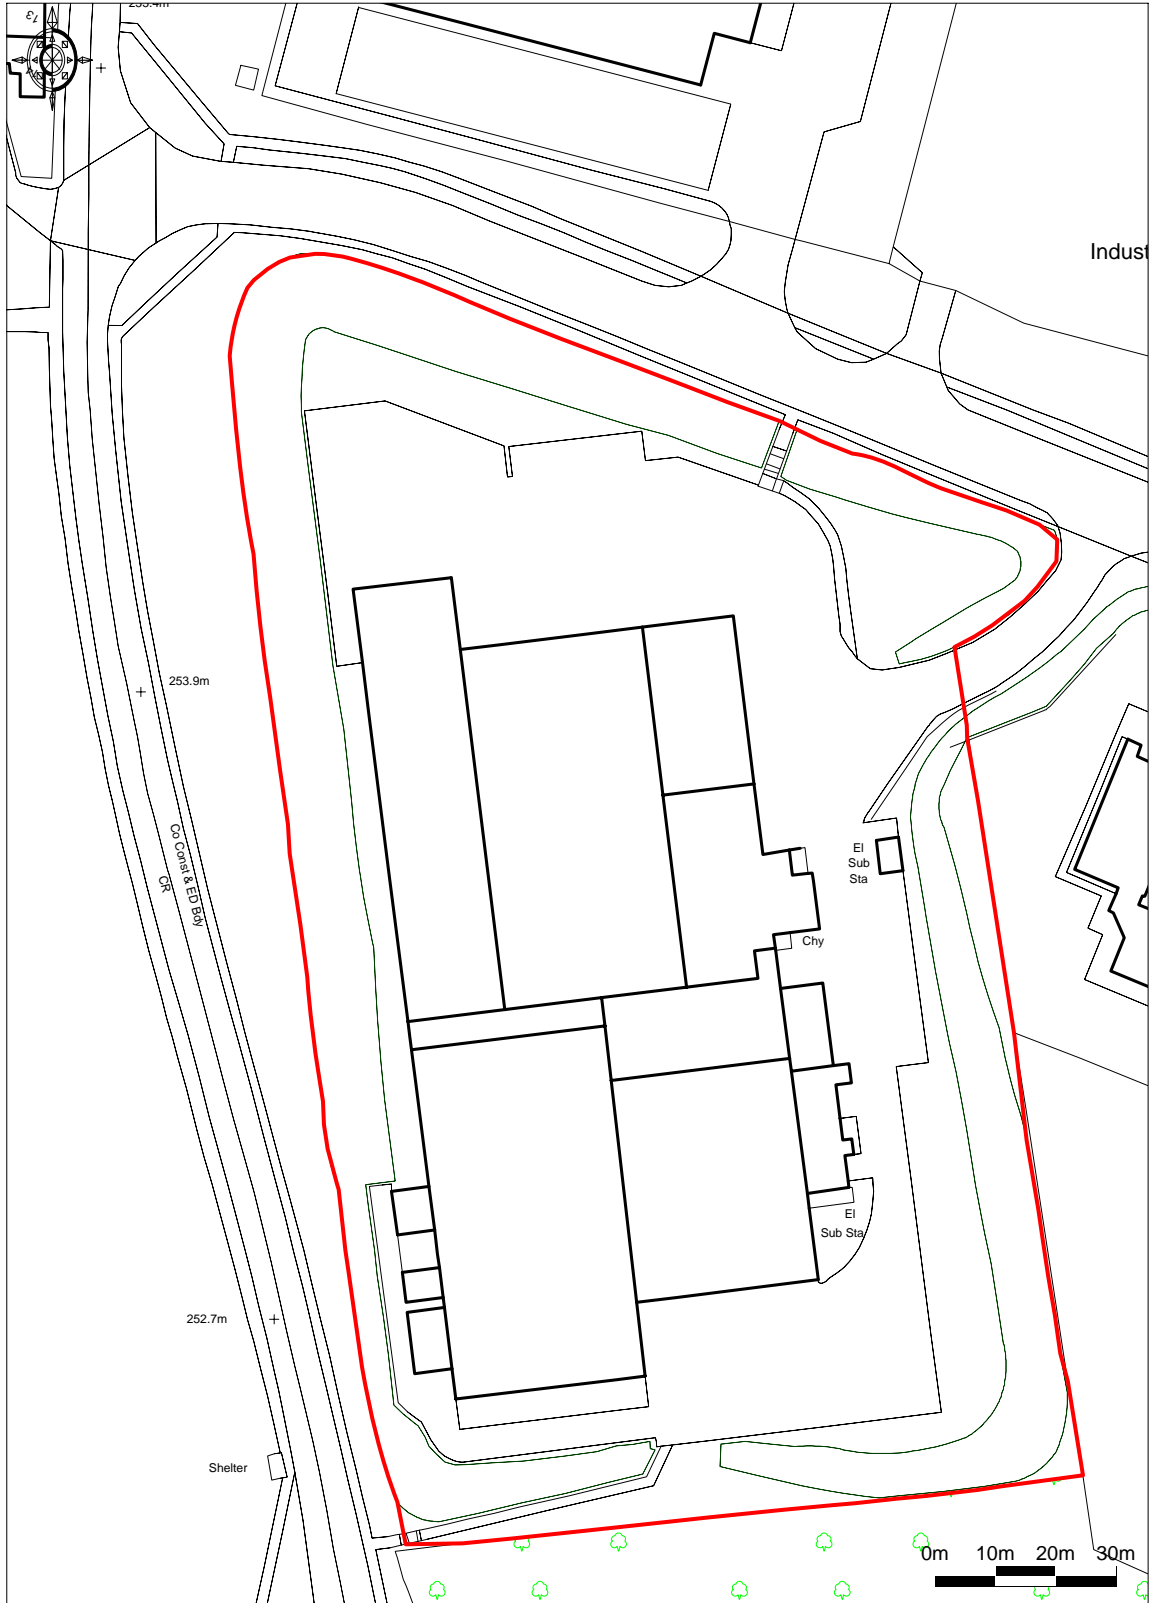 Indust
253.9m
Co Const & ED Bdy
CR
El
Sub
Sta
Chy
El
Sub Sta
252.7m
Shelter
0m 10m 20m 30m